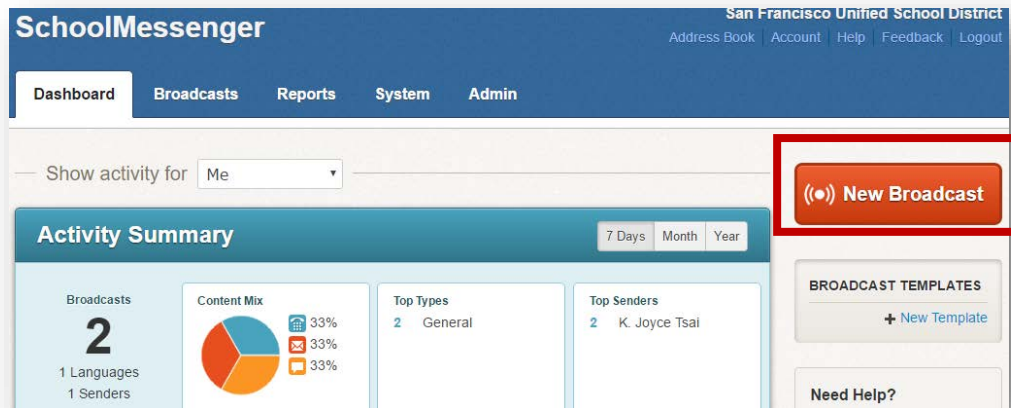 San Francisco Unified School District
SchoolMessenger
Address Book Account Help Feedback Logout
Dashboard Broadcasts Reports System Admin
Show activity for Me
New Broadcast
Activity Summary
7 Days Month Year
Broadcasts
2
1 Languages
1 Senders
Content Mix
33%
33%
33%
Top Types
2 General
Top Senders
2 K. Joyce Tsai
BROADCAST TEMPLATES
+ New Template
Need Help?